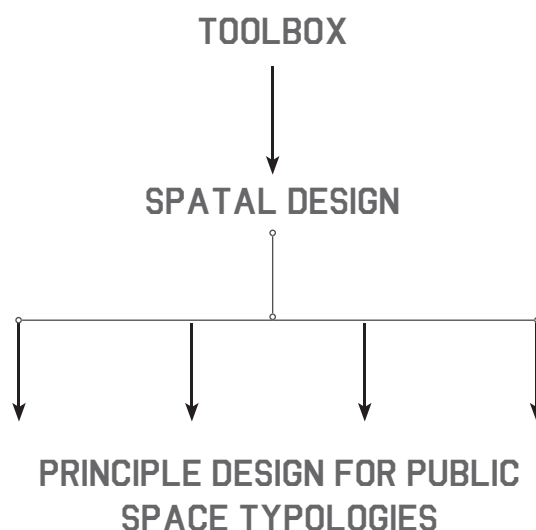 TOOLBOX
SPATAL DESIGN
PRINCIPLE DESIGN FOR PUBLIC
SPACE TYPOLOGIES